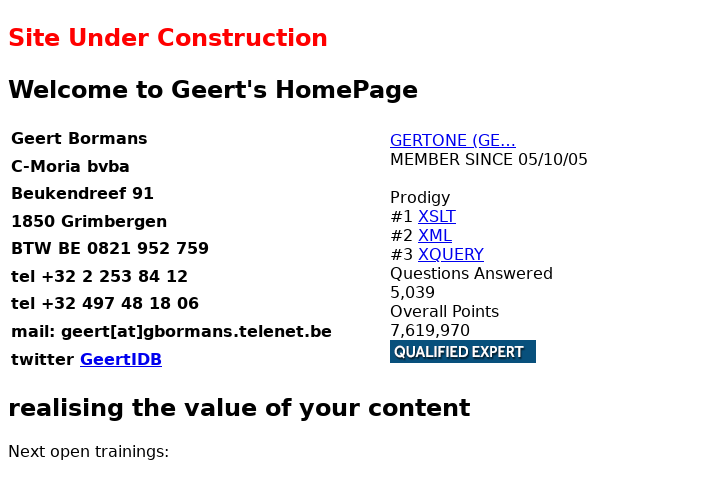 Site Under Construction
Welcome to Geert's HomePage
Geert Bormans
C-Moria bvba
Beukendreef 91
1850 Grimbergen
BTW BE 0821 952 759
tel +32 2 253 84 12
tel +32 497 48 18 06
mail: geert[at]gbormans.telenet.be
twitter GeertIDB
GERTONE (GE...
MEMBER SINCE 05/10/05
Prodigy
#1 XSLT
#2 XML
#3 XQUERY
Questions Answered
5,039
Overall Points
7,619,970
QUALIFIED EXPERT
realising the value of your content
Next open trainings: